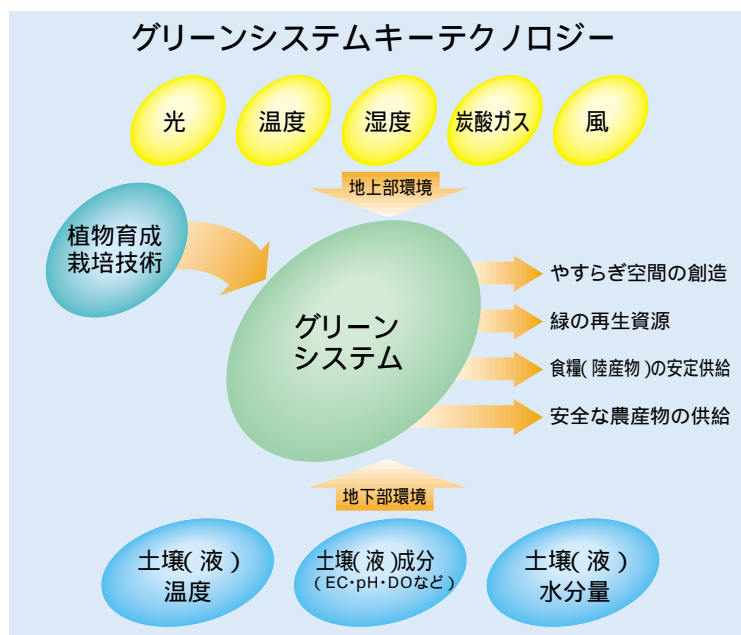 グリーンシステムキーテクノロジー
光
温度
湿度
炭酸ガス
風
地上部環境
植物育成
栽培技術
グリーン
システム
やすらぎ空間の創造
緑の再生資源
食糧(陸産物)の安定供給
安全な農産物の供給
地下部環境
土壌(液)
温度
土壌(液)成分
(EC・pH・DOなど)
土壌(液)
水分量